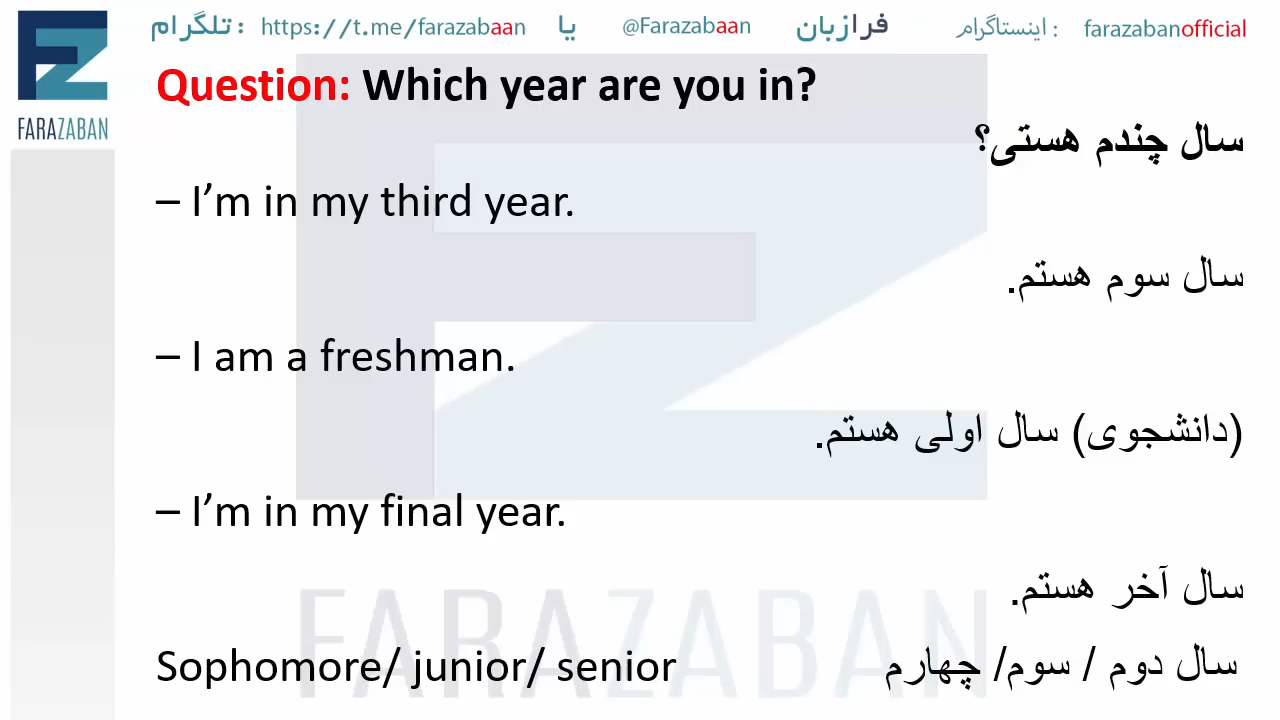 تلگرام : https://t.me/farazabaan یا @Farazabaan فرازبان اینستاگرام : farazabanofficial
FARAZABAN
Question: Which year are you in?
سال چندم هستی؟
– I’m in my third year.
سال سوم هستم.
– I am a freshman.
(دانشجوی) سال اولی هستم.
– I’m in my final year.
سال آخر هستم.
FARAZABAN
Sophomore/ junior/ senior سال دوم / سوم/ چهارم